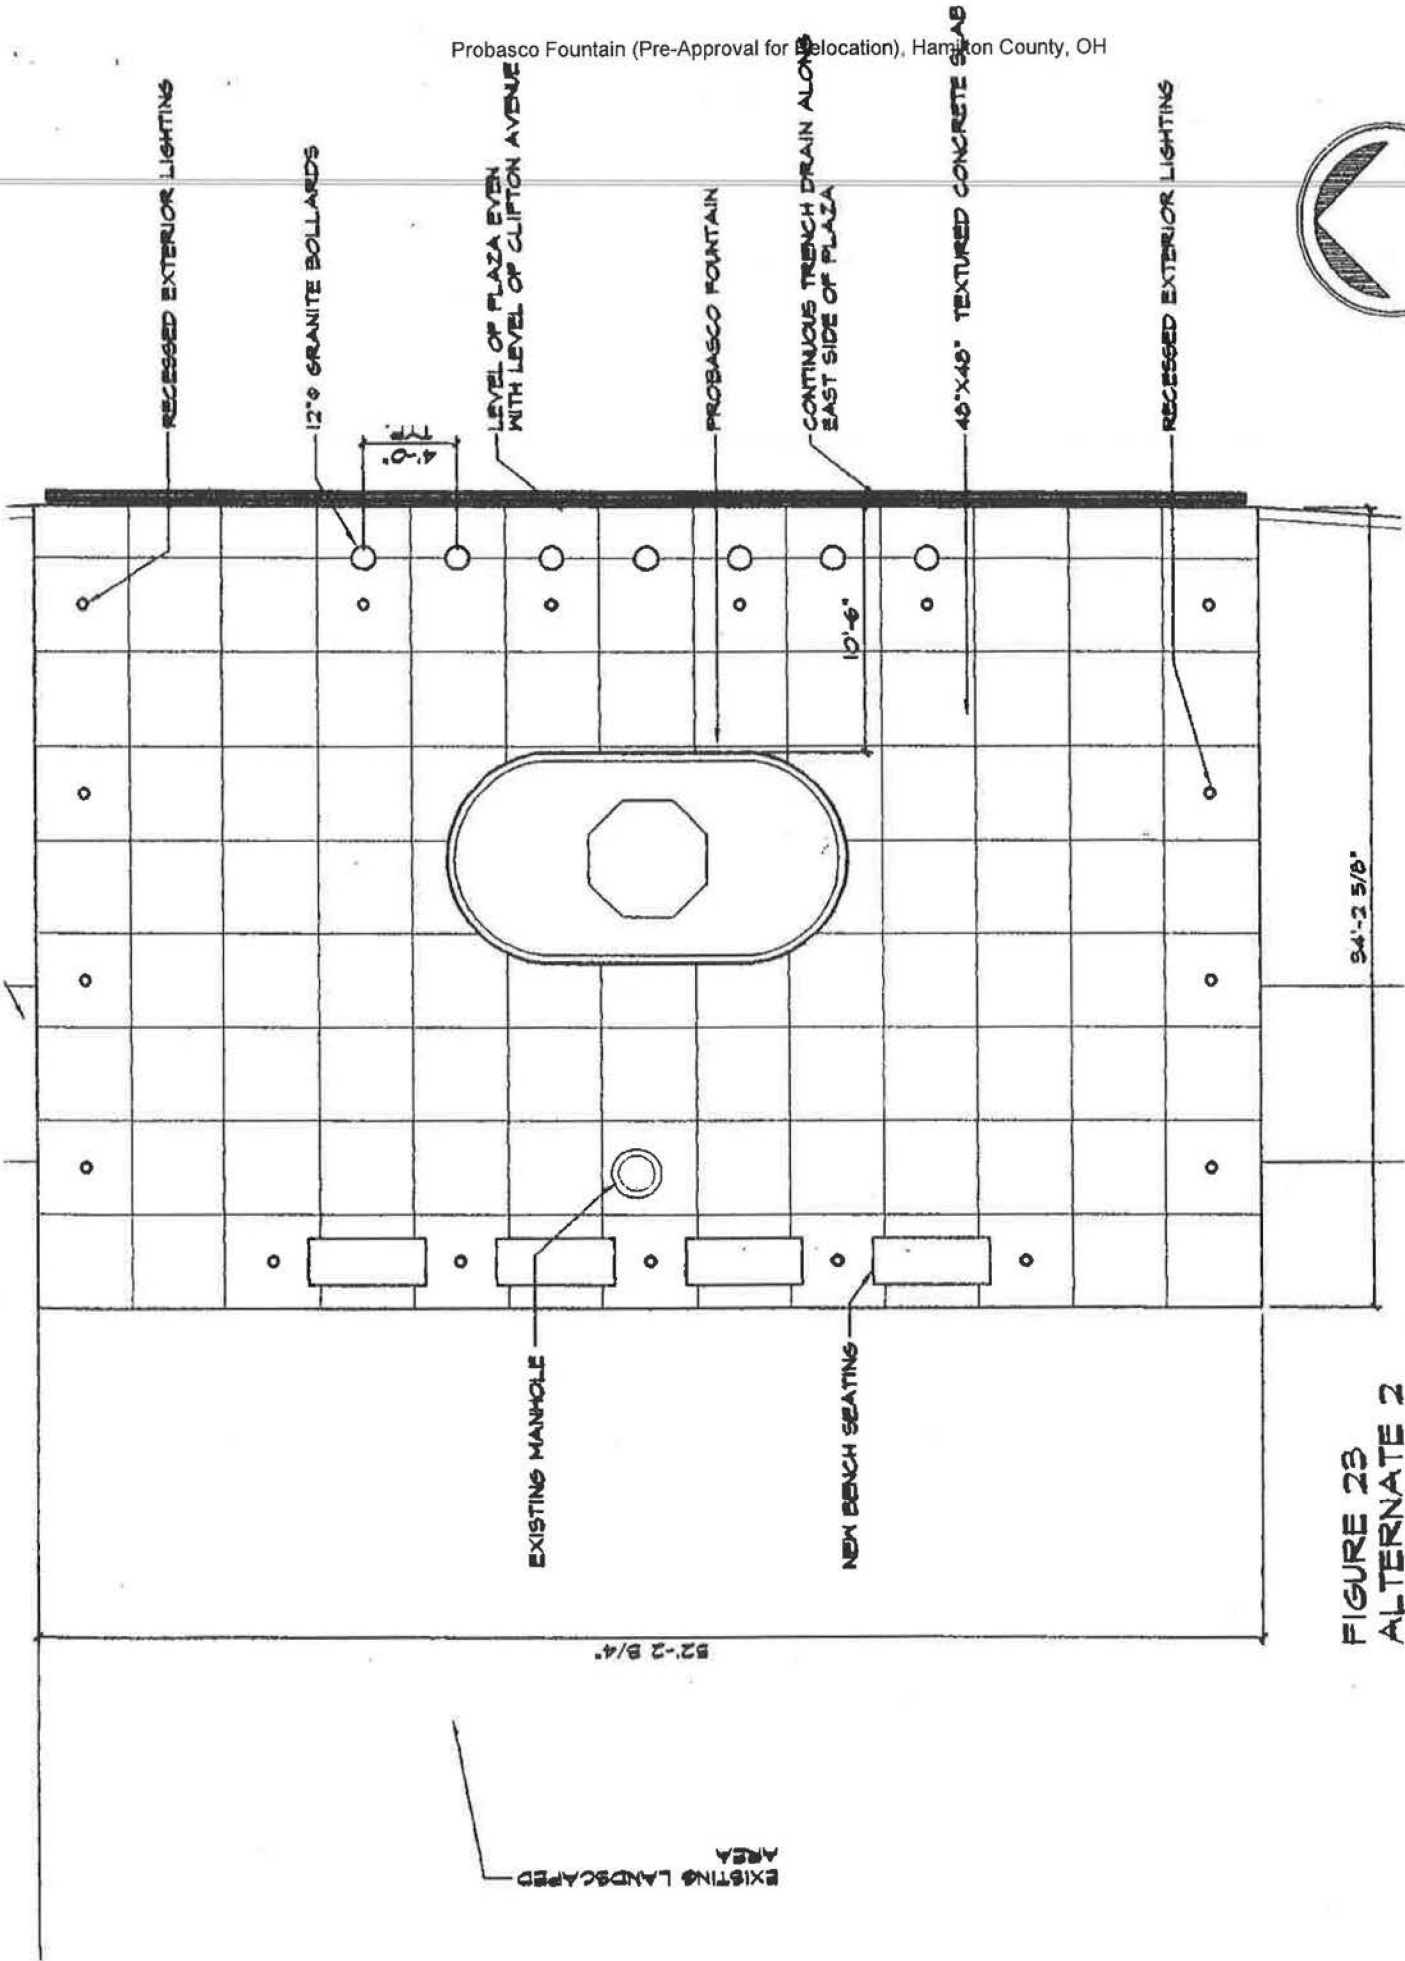 Probasco Fountain (Pre-Approval for Relocation), Hamilton County, OH
RECESSED EXTERIOR LIGHTING
12"Φ GRANITE BOLLARDS
4'-0"
TYP.
LEVEL OF PLAZA EVEN
WITH LEVEL OF CLIFTON AVENUE
PROBASCO FOUNTAIN
CONTINUOUS TRENCH DRAIN ALONG
EAST SIDE OF PLAZA
48"X48" TEXTURED CONCRETE SLAB
RECESSED EXTERIOR LIGHTING
10'-6"
34'-2 5/8"
EXISTING MANHOLE
NEW BENCH SEATING
52'-2 3/4"
EXISTING LANDSCAPED
AREA
FIGURE 23
ALTERNATE 2